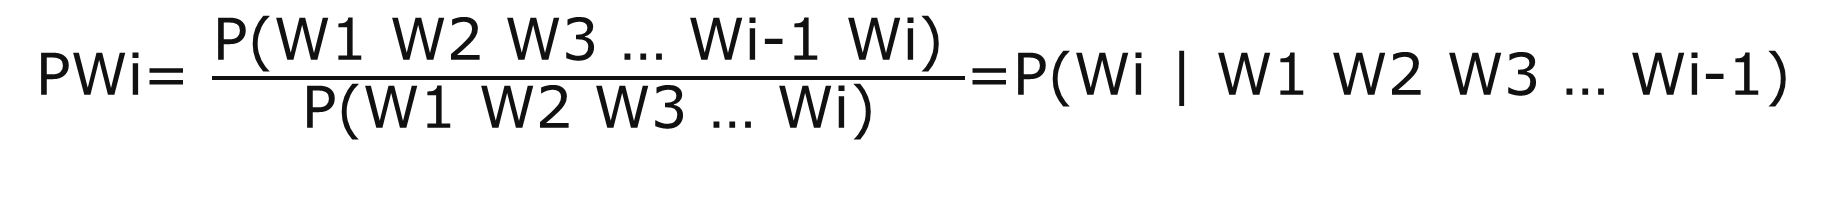 P(W1 W2 W3 ... Wi-1 Wi)
PWi= =P(Wi | W1 W2 W3 ... Wi-1)
P(W1 W2 W3 ... Wi)